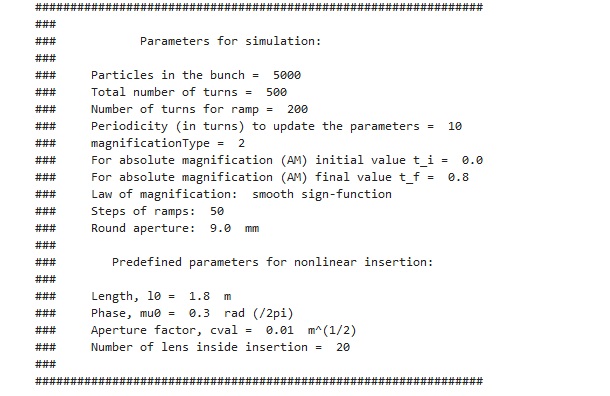 ################################################################
###
###            Parameters for simulation:
###
###     Particles in the bunch =  5000
###     Total number of turns =  500
###     Number of turns for ramp =  200
###     Periodicity (in turns) to update the parameters =  10
###     magnificationType =  2
###     For absolute magnification (AM) initial value t_i =  0.0
###     For absolute magnification (AM) final value t_f =  0.8
###     Law of magnification:  smooth sign-function
###     Steps of ramps:  50
###     Round aperture:  9.0  mm
###
###        Predefined parameters for nonlinear insertion:
###
###     Length, l0 =  1.8  m
###     Phase, mu0 =  0.3  rad (/2pi)
###     Aperture factor, cval =  0.01  m^(1/2)
###     Number of lens inside insertion =  20
###
################################################################